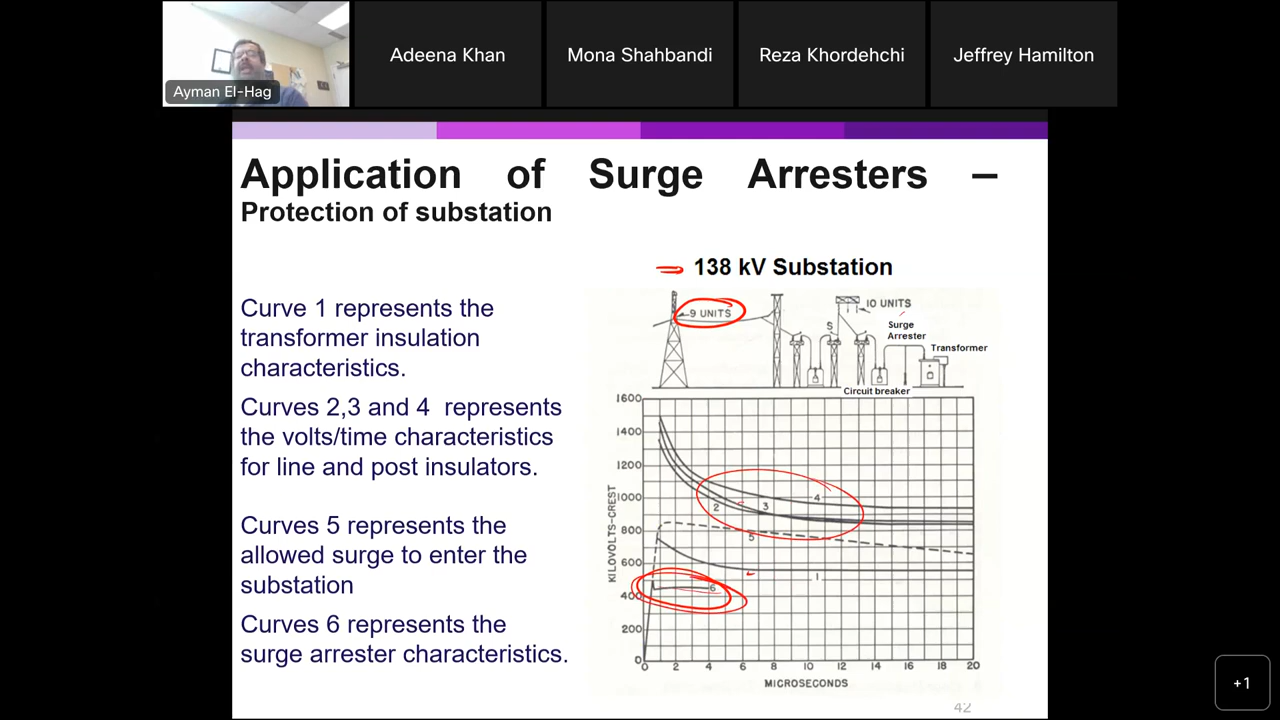 Ayman El-Hag
Adeena Khan
Mona Shahbandi
Reza Khordehchi
Jeffrey Hamilton
Application of Surge Arresters –
Protection of substation
138 kV Substation
Curve 1 represents the
transformer insulation
characteristics.
Curves 2,3 and 4 represents
the volts/time characteristics
for line and post insulators.
Curves 5 represents the
allowed surge to enter the
substation
Curves 6 represents the
surge arrester characteristics.
9 UNITS
10 UNITS
S
Surge
Arrester
Transformer
Circuit breaker
1600
1400
1200
1000
800
600
400
200
0
KILOVOLTS-CREST
4
3
2
5
1
6
0 2 4 6 8 10 12 14 16 18 20
MICROSECONDS
42
+1